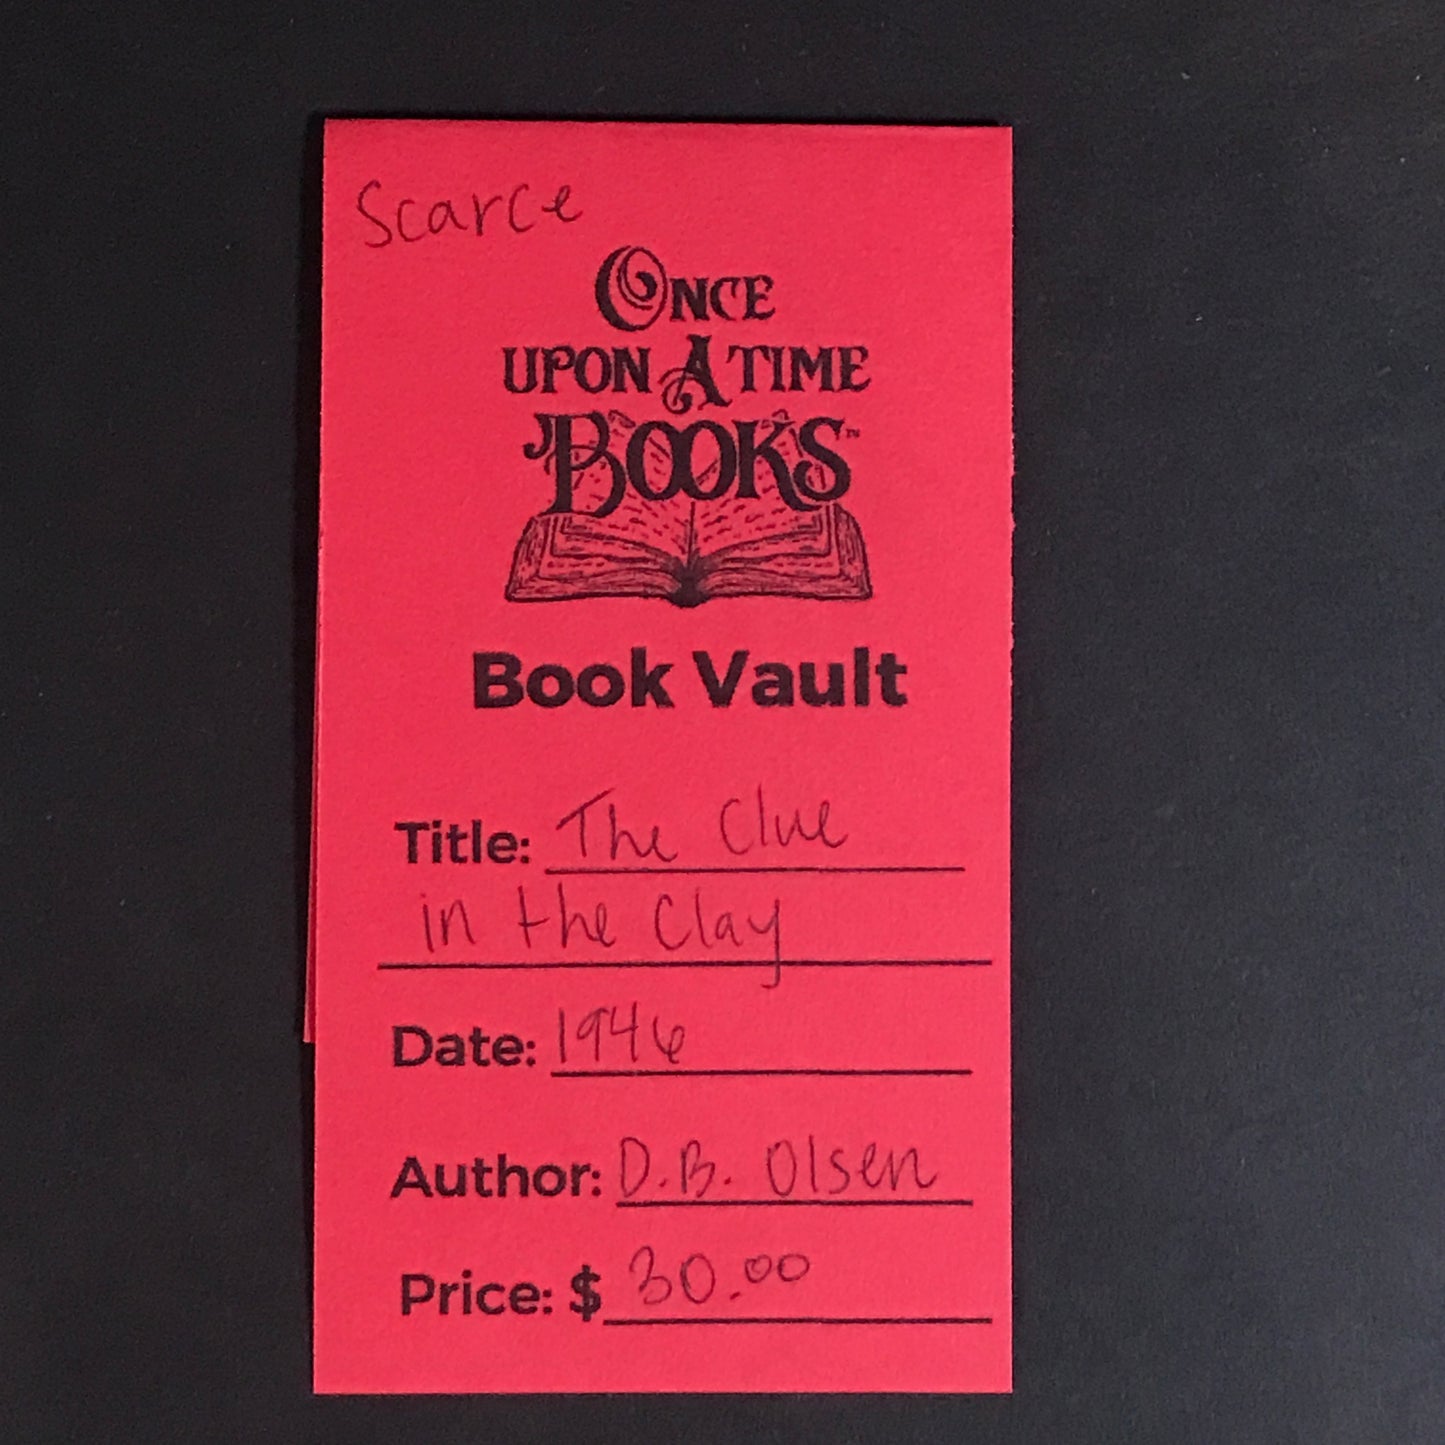 Scarce
ONCE
UPON A TIME
BOOKS™
Book Vault
Title: The Clue
in the Clay
Date: 1946
Author: D.B. Olsen
Price: $ 30.00